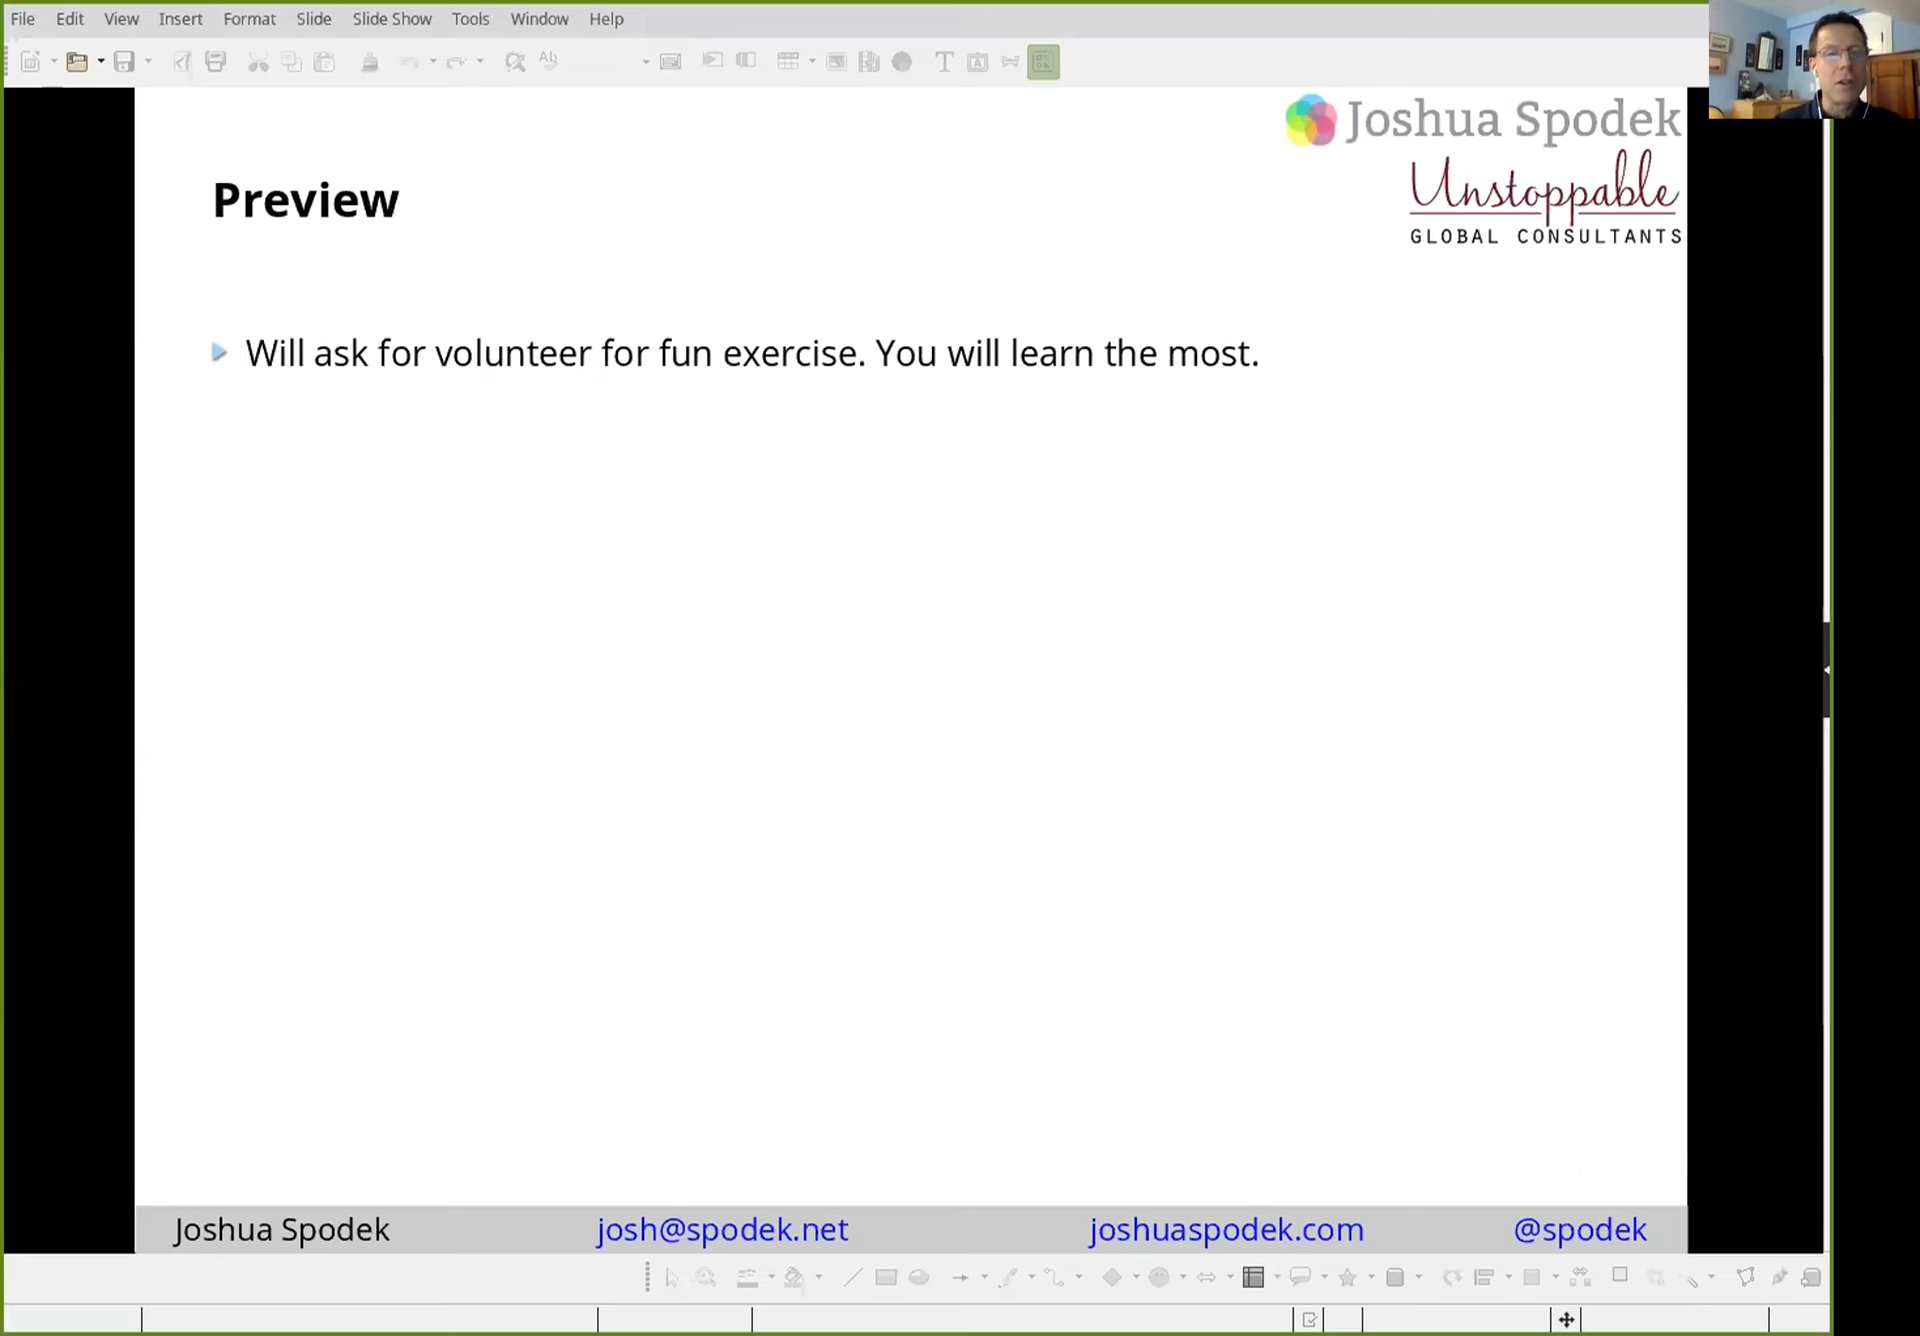 File Edit View Insert Format Slide Slide Show Tools Window Help
Joshua Spodek
Unstoppable
GLOBAL CONSULTANTS
Preview
Will ask for volunteer for fun exercise. You will learn the most.
Joshua Spodek josh@spodek.net joshuaspodek.com @spodek